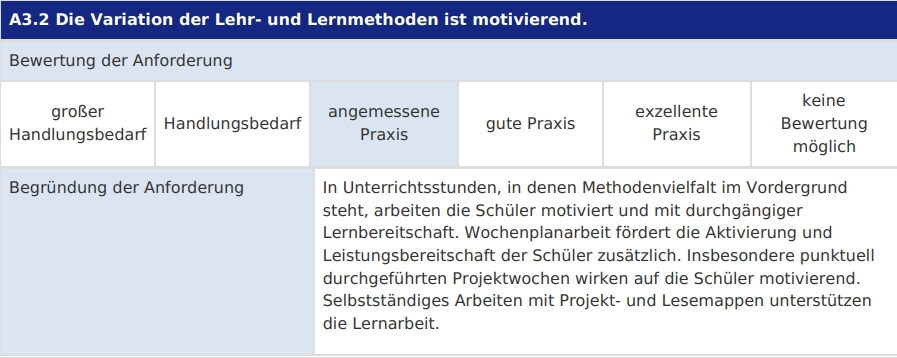 A3.2 Die Variation der Lehr- und Lernmethoden ist motivierend.
Bewertung der Anforderung
großer
Handlungsbedarf
Handlungsbedarf
angemessene
Praxis
gute Praxis
exzellente
Praxis
keine
Bewertung
möglich
Begründung der Anforderung
In Unterrichtsstunden, in denen Methodenvielfalt im Vordergrund
steht, arbeiten die Schüler motiviert und mit durchgängiger
Lernbereitschaft. Wochenplanarbeit fördert die Aktivierung und
Leistungsbereitschaft der Schüler zusätzlich. Insbesondere punktuell
durchgeführten Projektwochen wirken auf die Schüler motivierend.
Selbstständiges Arbeiten mit Projekt- und Lesemappen unterstützen
die Lernarbeit.